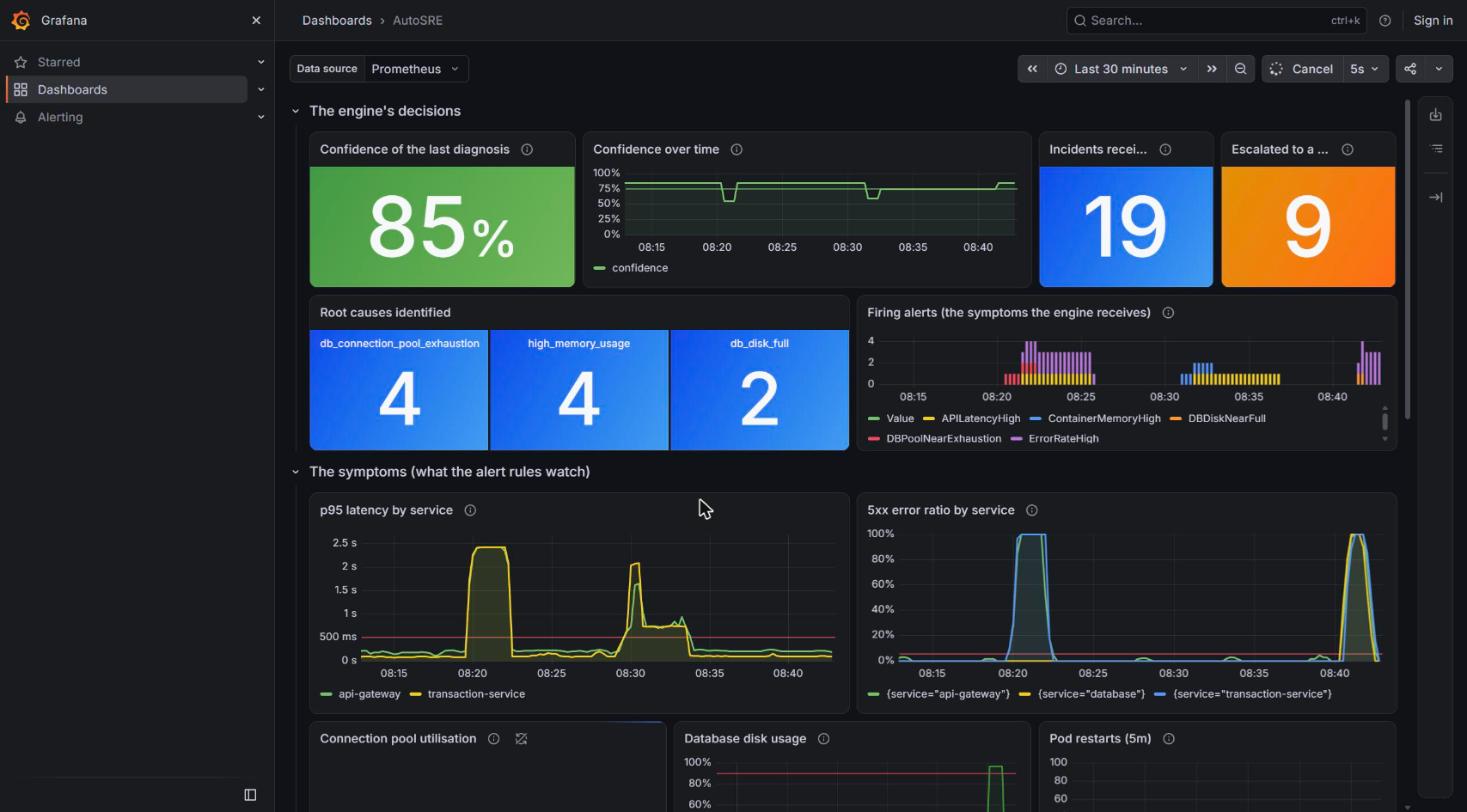 Grafana
Dashboards › AutoSRE
Search...
ctrl+k
Sign in
Starred
Dashboards
Alerting
Data source
Prometheus
Last 30 minutes
Cancel
5s
The engine's decisions
Confidence of the last diagnosis
85%
Confidence over time
100%
75%
50%
25%
0%
08:15 08:20 08:25 08:30 08:35 08:40
confidence
Incidents recei...
19
Escalated to a ...
9
Root causes identified
db_connection_pool_exhaustion
4
high_memory_usage
4
db_disk_full
2
Firing alerts (the symptoms the engine receives)
4
2
0
08:15 08:20 08:25 08:30 08:35 08:40
Value APILatencyHigh ContainerMemoryHigh DBDiskNearFull
DBPoolNearExhaustion ErrorRateHigh
The symptoms (what the alert rules watch)
p95 latency by service
2.5 s
2 s
1.5 s
1 s
500 ms
0 s
08:15 08:20 08:25 08:30 08:35 08:40
api-gateway transaction-service
5xx error ratio by service
100%
80%
60%
40%
20%
0%
08:15 08:20 08:25 08:30 08:35 08:40
{service="api-gateway"} {service="database"} {service="transaction-service"}
Connection pool utilisation
Database disk usage
100%
80%
60%
Pod restarts (5m)
100
80
60